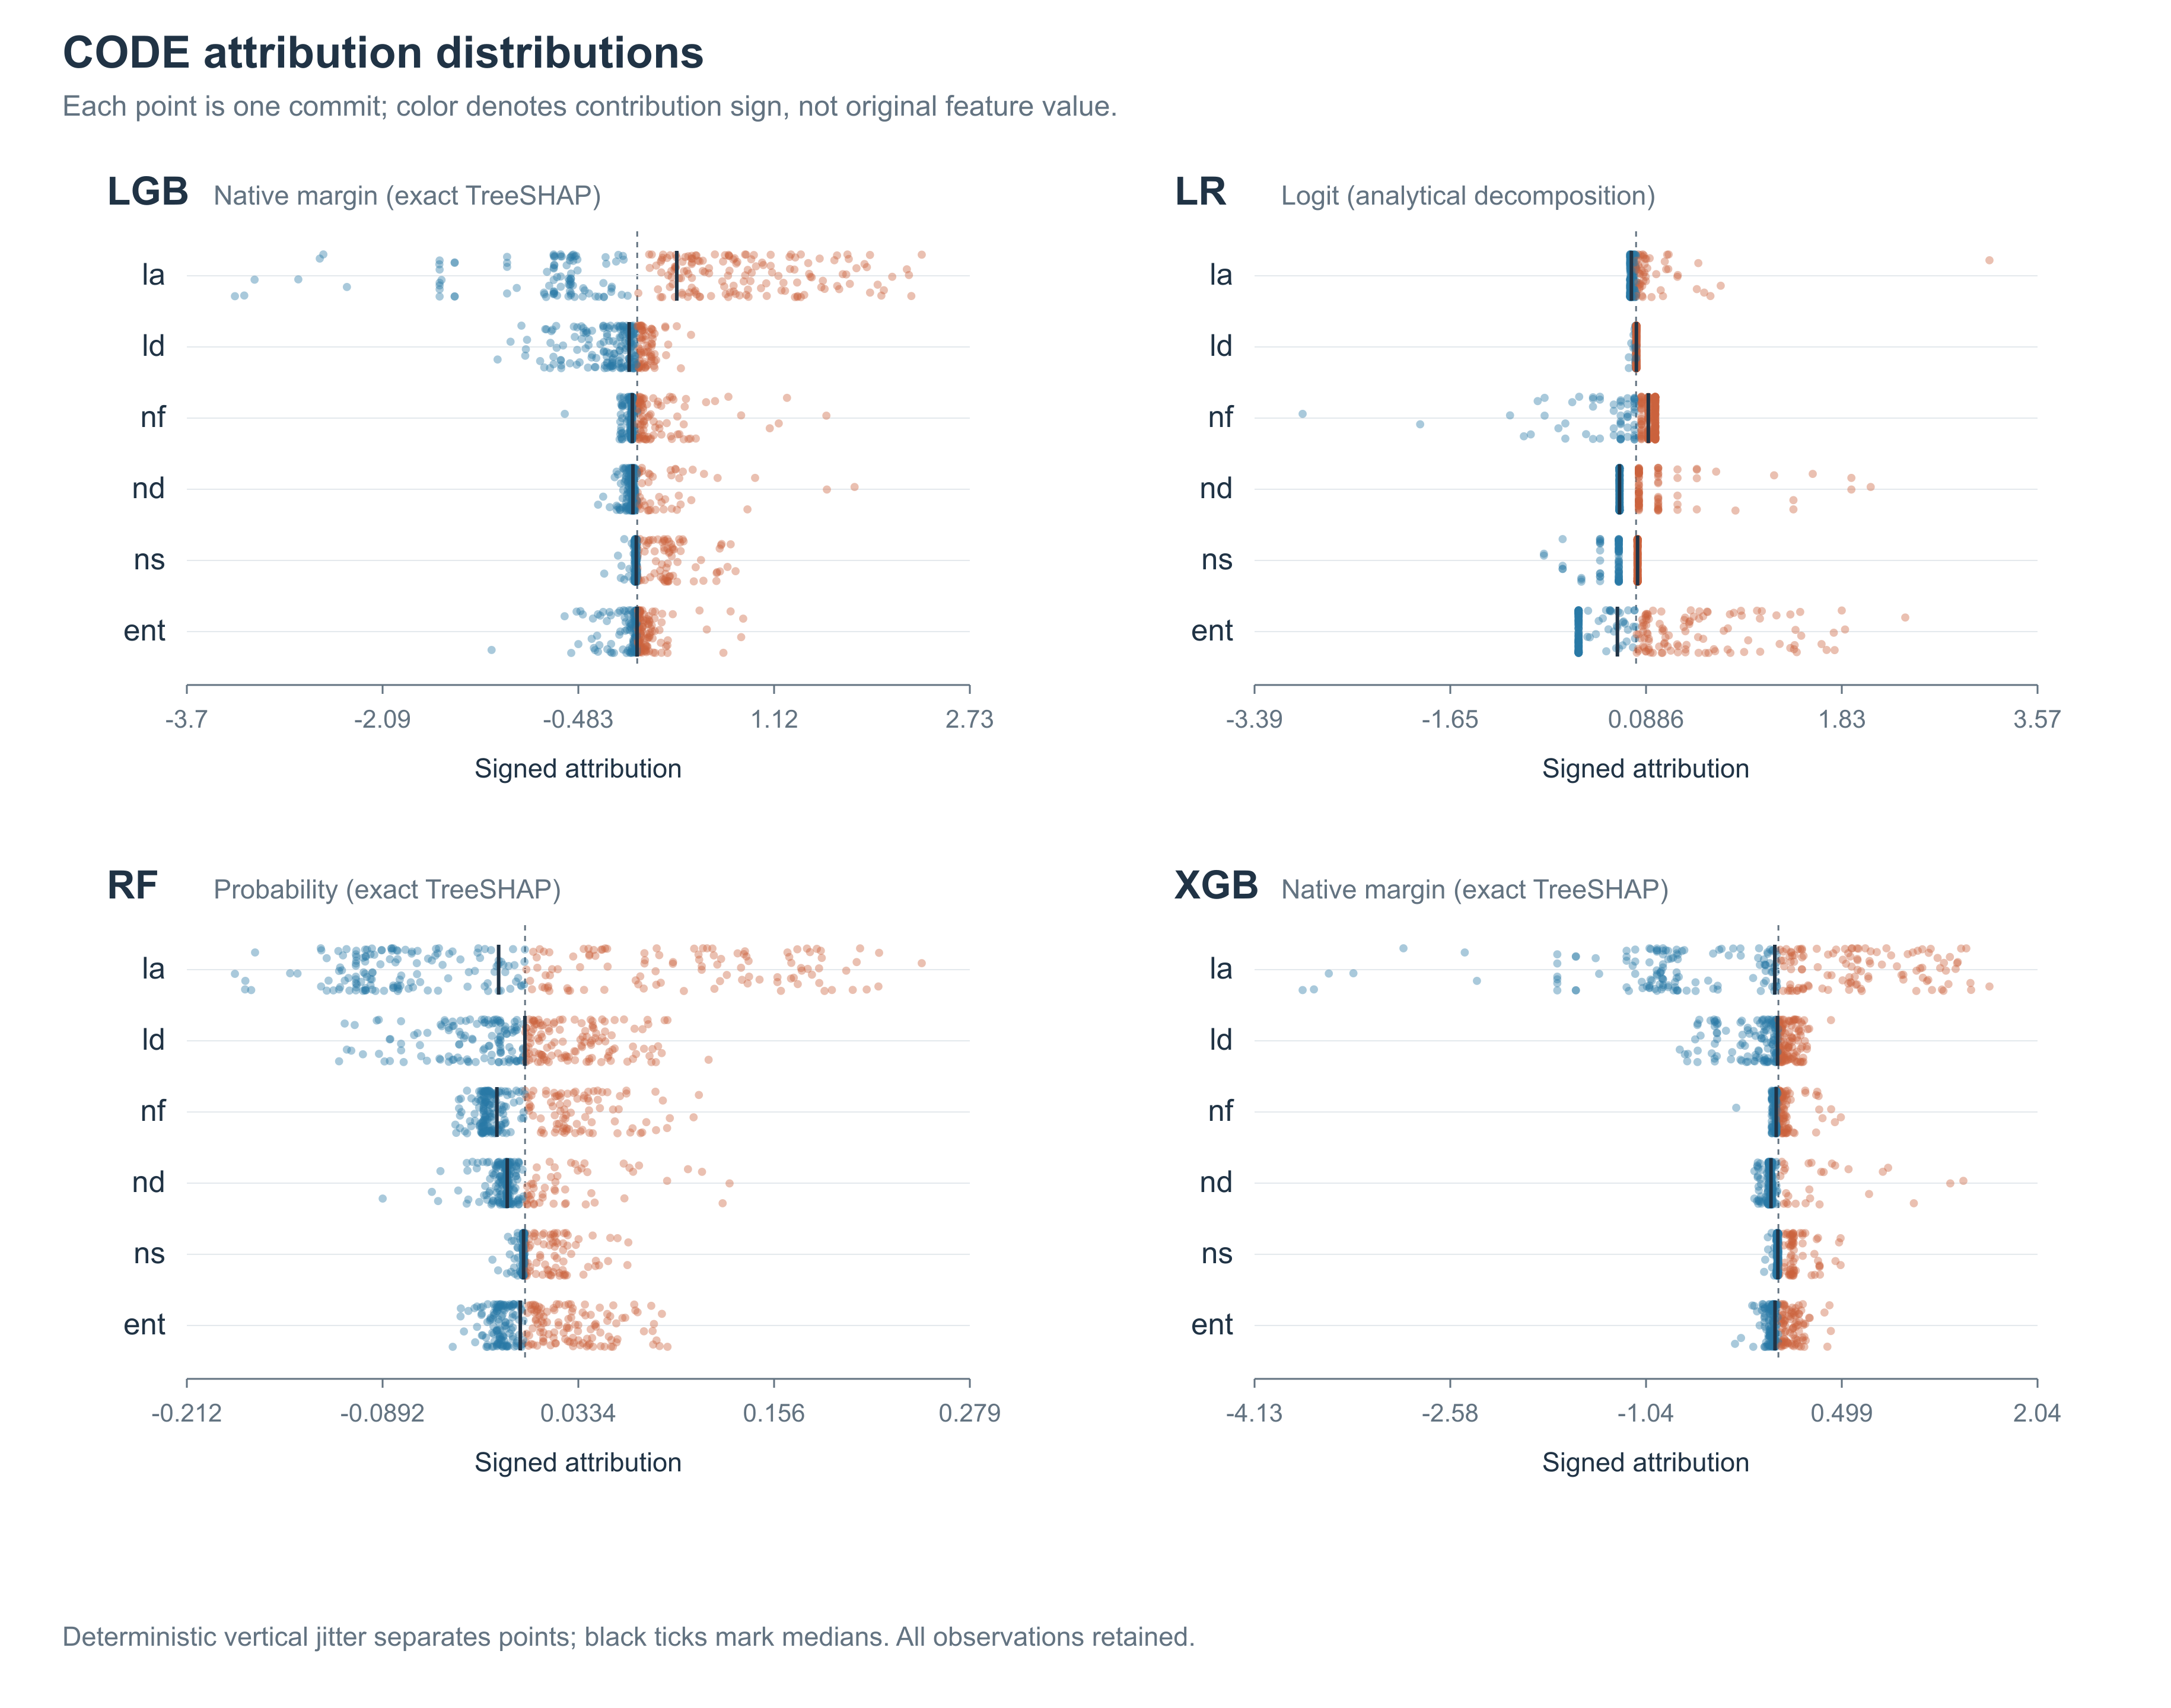 CODE attribution distributions
Each point is one commit; color denotes contribution sign, not original feature value.
LGB Native margin (exact TreeSHAP)
la
ld
nf
nd
ns
ent
-3.7 -2.09 -0.483 1.12 2.73
Signed attribution
LR Logit (analytical decomposition)
la
ld
nf
nd
ns
ent
-3.39 -1.65 0.0886 1.83 3.57
Signed attribution
RF Probability (exact TreeSHAP)
la
ld
nf
nd
ns
ent
-0.212 -0.0892 0.0334 0.156 0.279
Signed attribution
XGB Native margin (exact TreeSHAP)
la
ld
nf
nd
ns
ent
-4.13 -2.58 -1.04 0.499 2.04
Signed attribution
Deterministic vertical jitter separates points; black ticks mark medians. All observations retained.